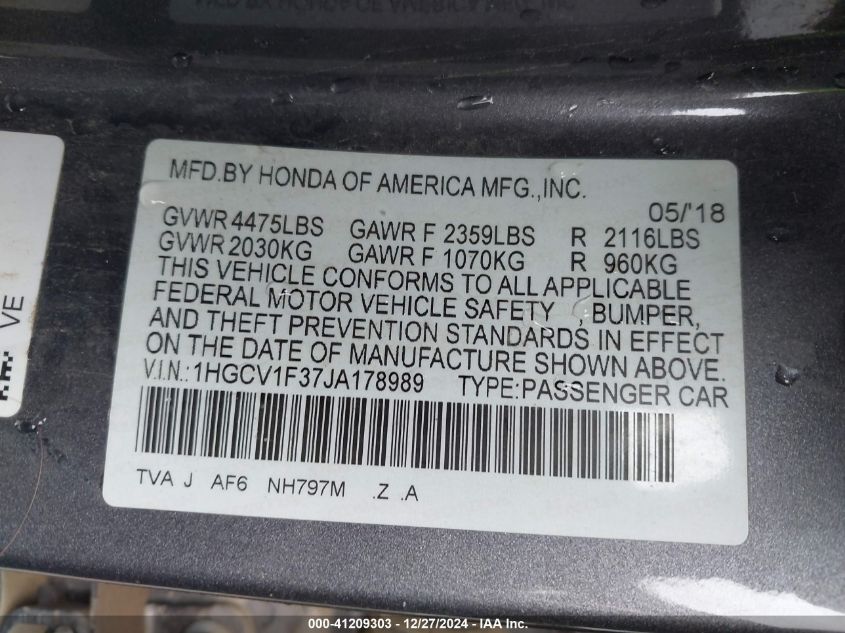 MFD.BY HONDA OF AMERICA MFG.,INC.
05/'18
GVWR 4475LBS GAWR F 2359LBS R 2116LBS
GVWR 2030KG GAWR F 1070KG R 960KG
THIS VEHICLE CONFORMS TO ALL APPLICABLE
FEDERAL MOTOR VEHICLE SAFETY , BUMPER,
AND THEFT PREVENTION STANDARDS IN EFFECT
ON THE DATE OF MANUFACTURE SHOWN ABOVE.
V.I.N.: 1HGCV1F37JA178989 TYPE:PASSENGER CAR
TVA J AF6 NH797M .Z .A
VE
000-41209303 - 12/27/2024 - IAA Inc.